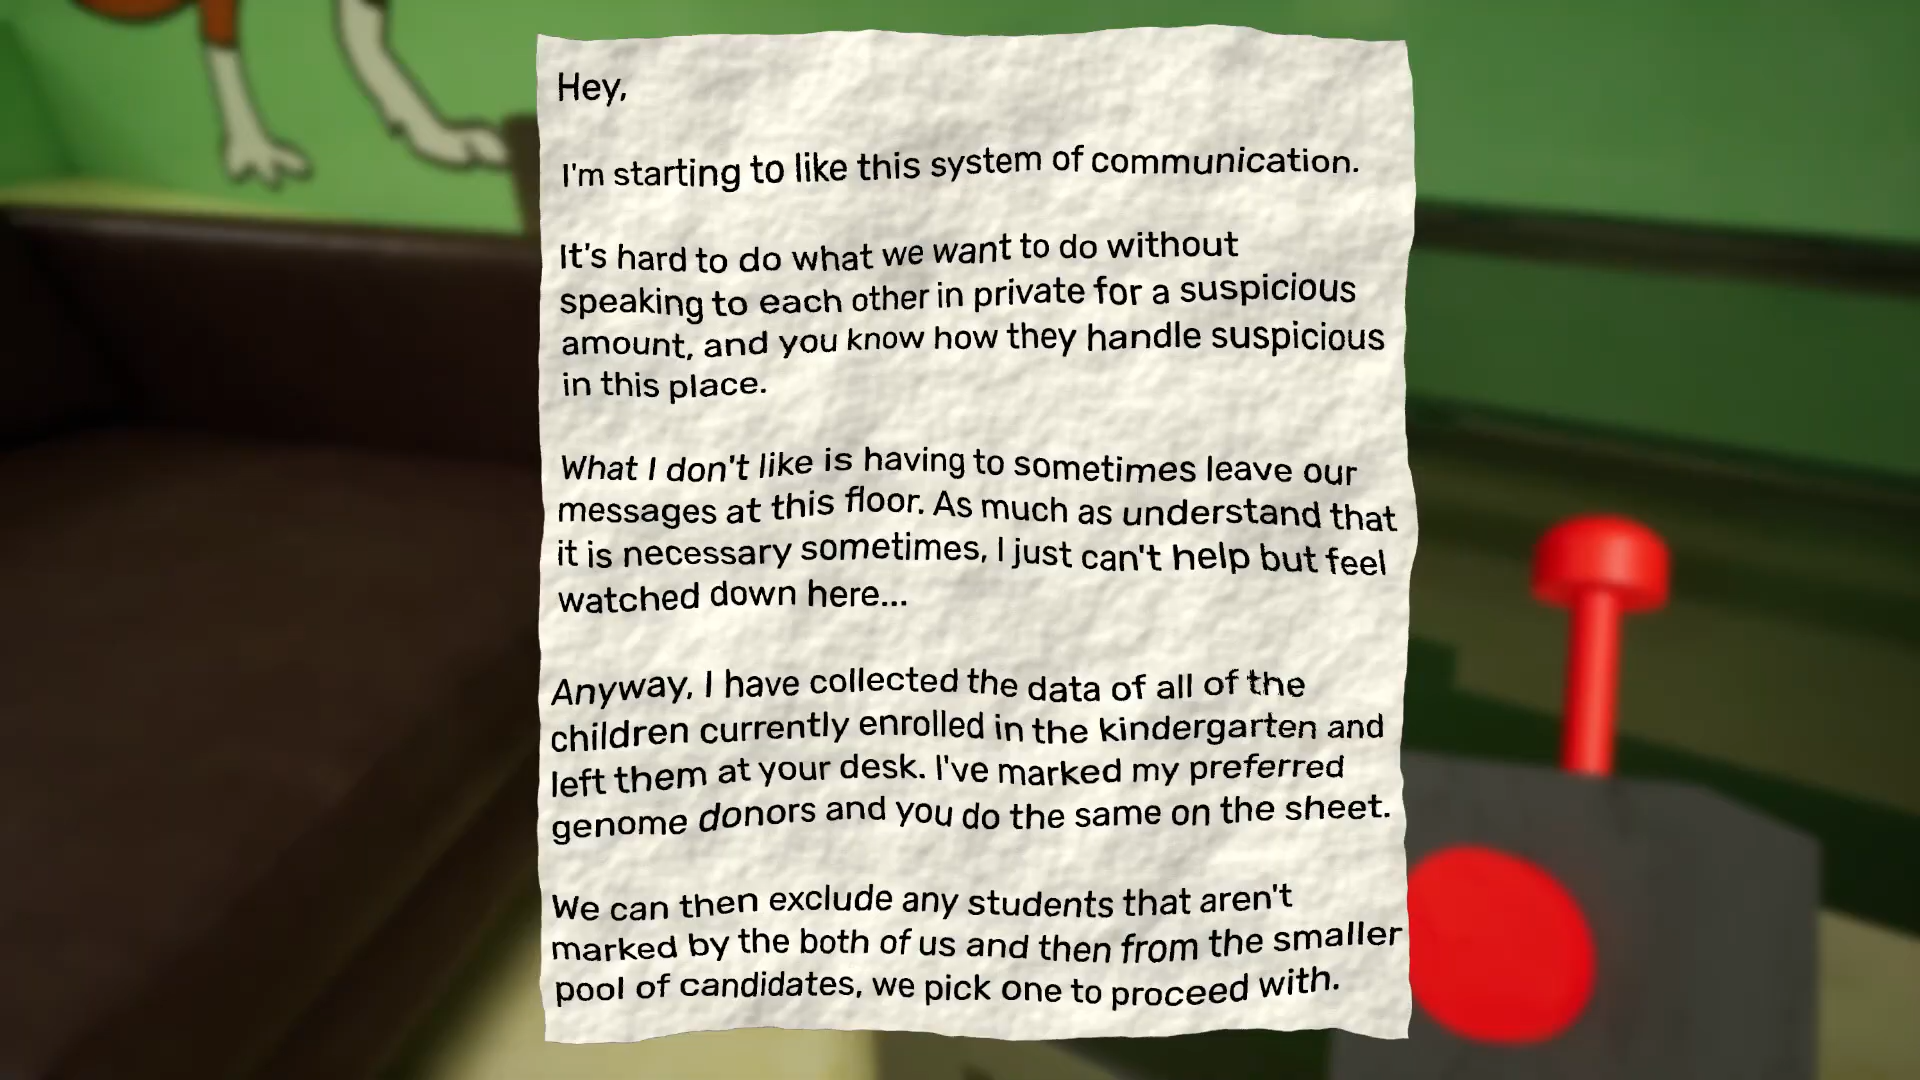 Hey,
I'm starting to like this system of communication.
It's hard to do what we want to do without
speaking to each other in private for a suspicious
amount, and you know how they handle suspicious
in this place.
What I don't like is having to sometimes leave our
messages at this floor. As much as understand that
it is necessary sometimes, I just can't help but feel
watched down here...
Anyway, I have collected the data of all of the
children currently enrolled in the kindergarten and
left them at your desk. I've marked my preferred
genome donors and you do the same on the sheet.
We can then exclude any students that aren't
marked by the both of us and then from the smaller
pool of candidates, we pick one to proceed with.